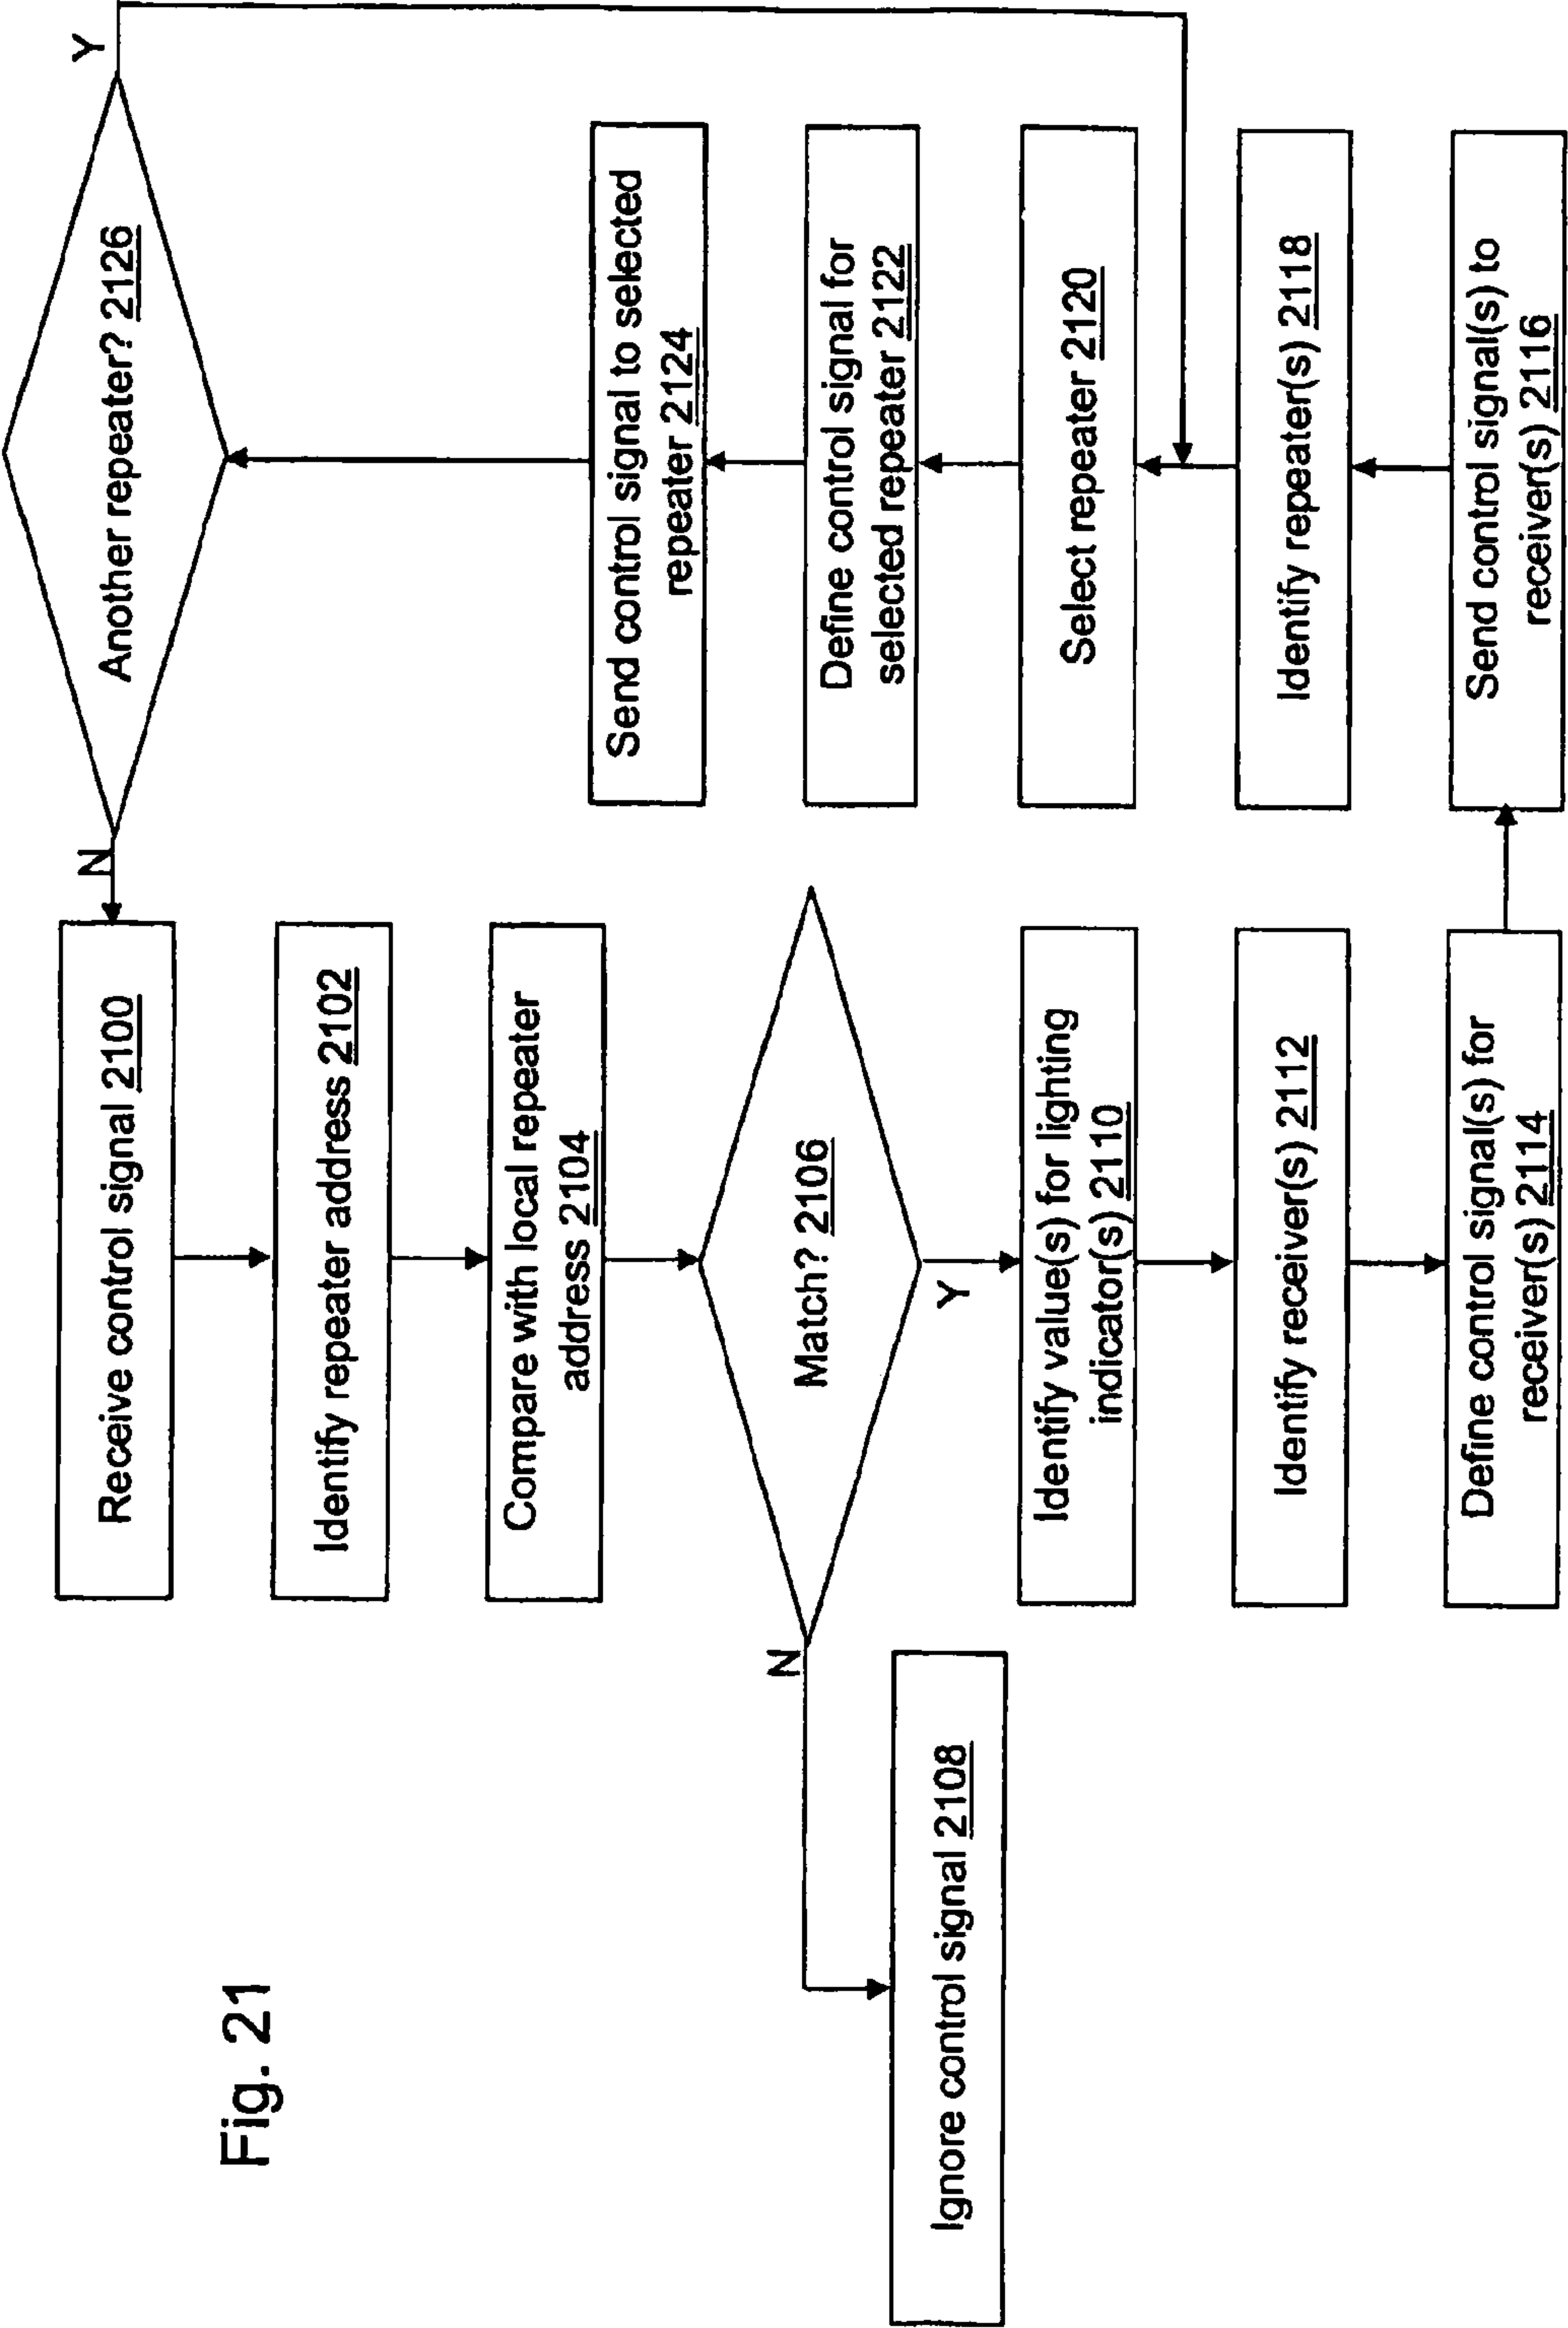 Fig. 21
Receive control signal 2100
Identify repeater address 2102
Compare with local repeater
address 2104
Match? 2106
N
Y
Ignore control signal 2108
Identify value(s) for lighting
indicator(s) 2110
Identify receiver(s) 2112
Define control signal(s) for
receiver(s) 2114
Send control signal(s) to
receiver(s) 2116
Identify repeater(s) 2118
Select repeater 2120
Define control signal for
selected repeater 2122
Send control signal to selected
repeater 2124
Another repeater? 2126
N
Y